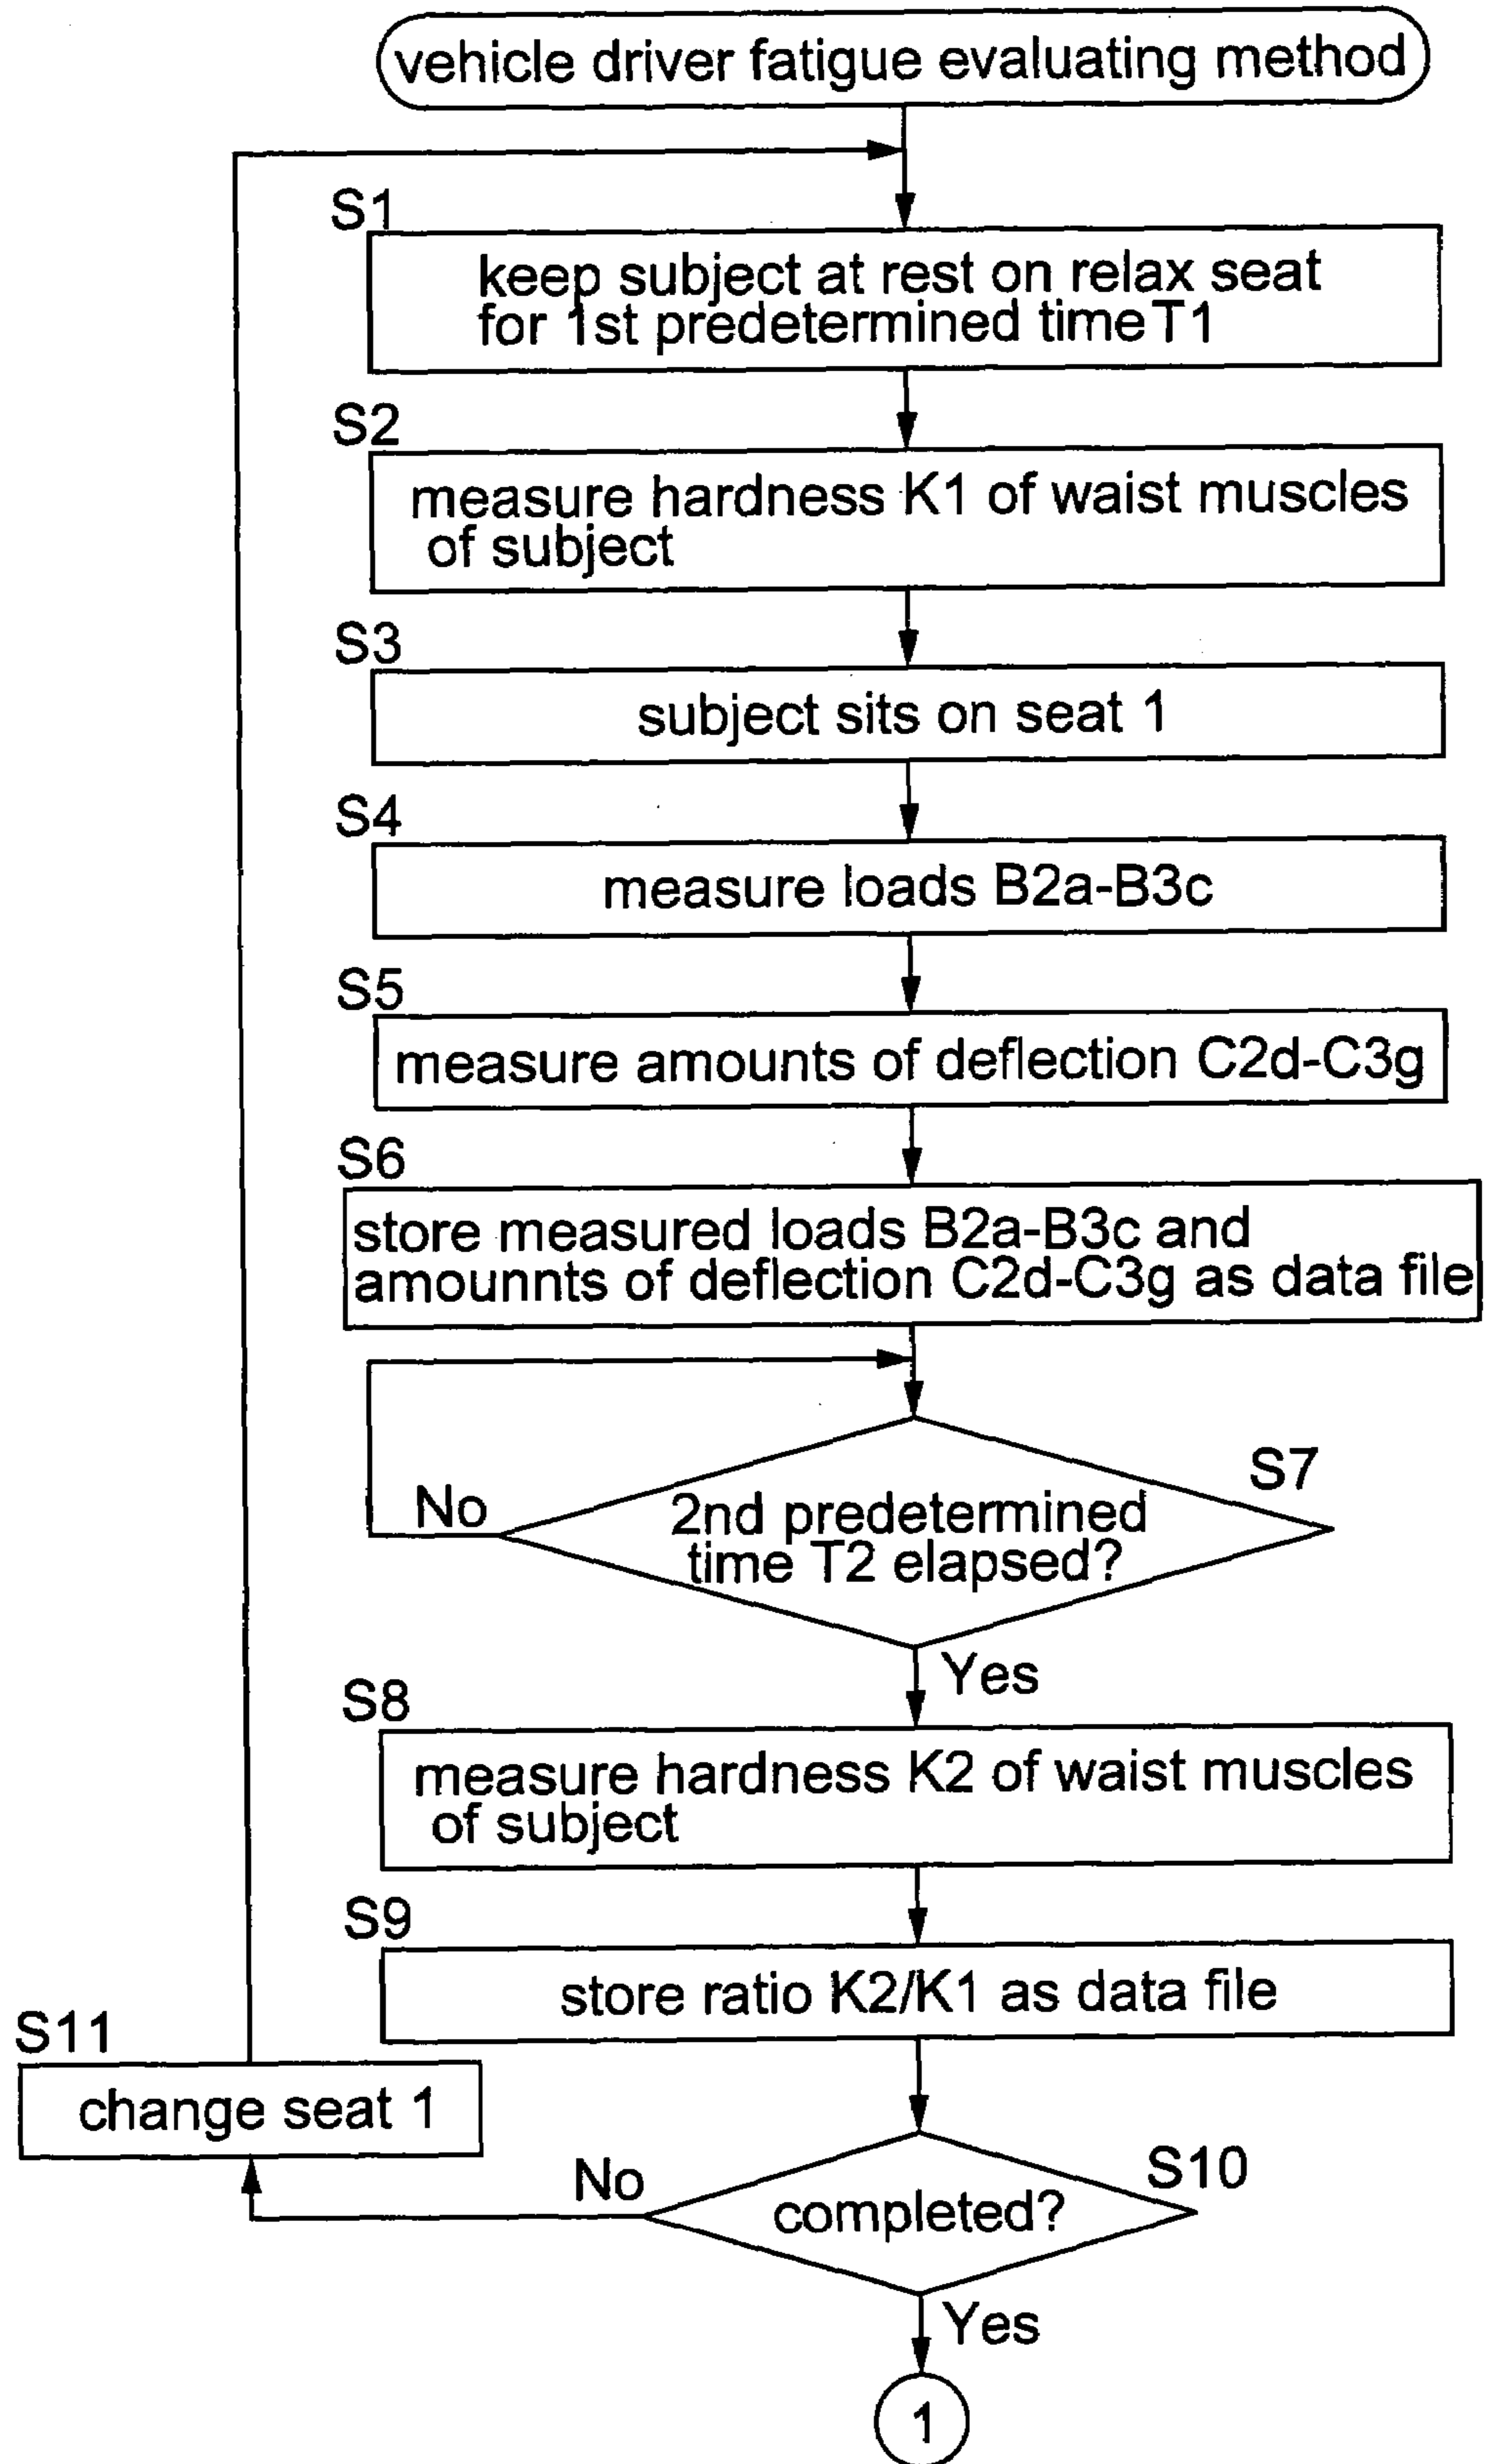 vehicle driver fatigue evaluating method
S1
keep subject at rest on relax seat
for 1st predetermined time T1
S2
measure hardness K1 of waist muscles
of subject
S3
subject sits on seat 1
S4
measure loads B2a-B3c
S5
measure amounts of deflection C2d-C3g
S6
store measured loads B2a-B3c and
amounnts of deflection C2d-C3g as data file
S7
No
2nd predetermined
time T2 elapsed?
Yes
S8
measure hardness K2 of waist muscles
of subject
S9
store ratio K2/K1 as data file
S11
change seat 1
No
S10
completed?
Yes
1